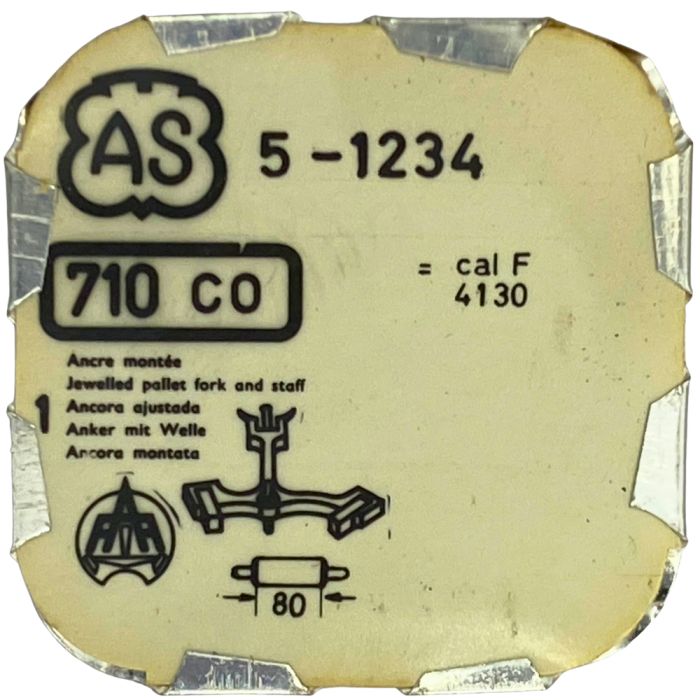 AS 5-1234
710 CO
= cal F
4130
Ancre montée
Jewelled pallet fork and staff
1 Ancora ajustada
Anker mit Welle
Ancora montata
80